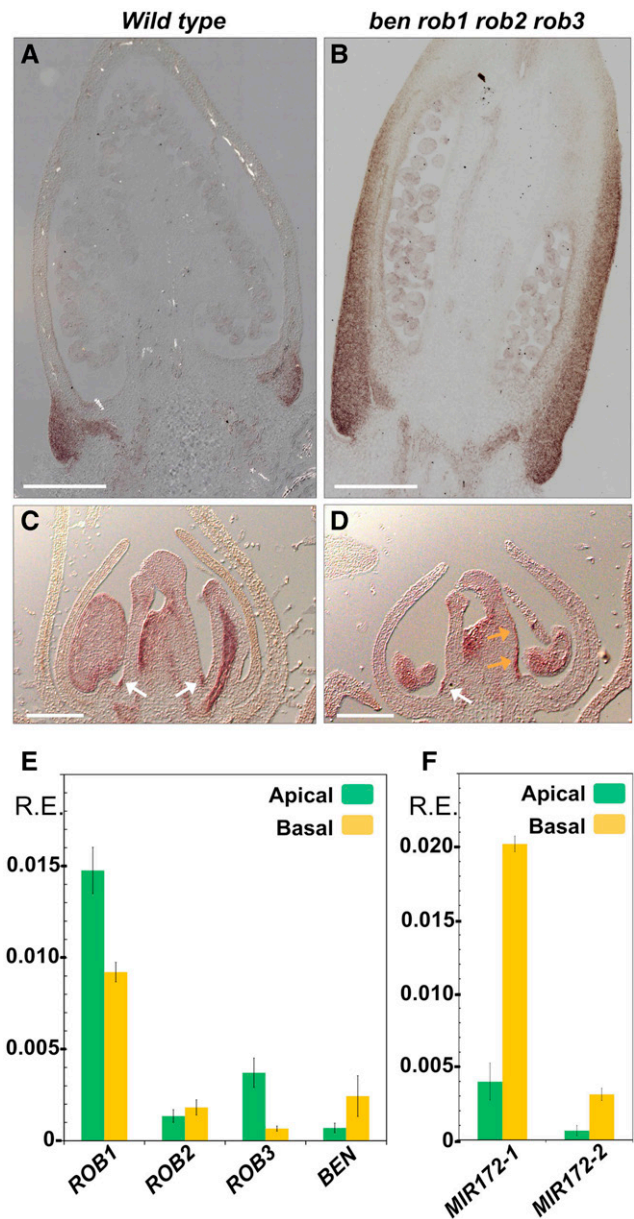 Wild type
ben rob1 rob2 rob3
A
B
C
D
E
R.E.
Apical
Basal
0.015
0.010
0.005
0
ROB1
ROB2
ROB3
BEN
F
R.E.
Apical
Basal
0.020
0.015
0.010
0.005
0
MIR172-1
MIR172-2